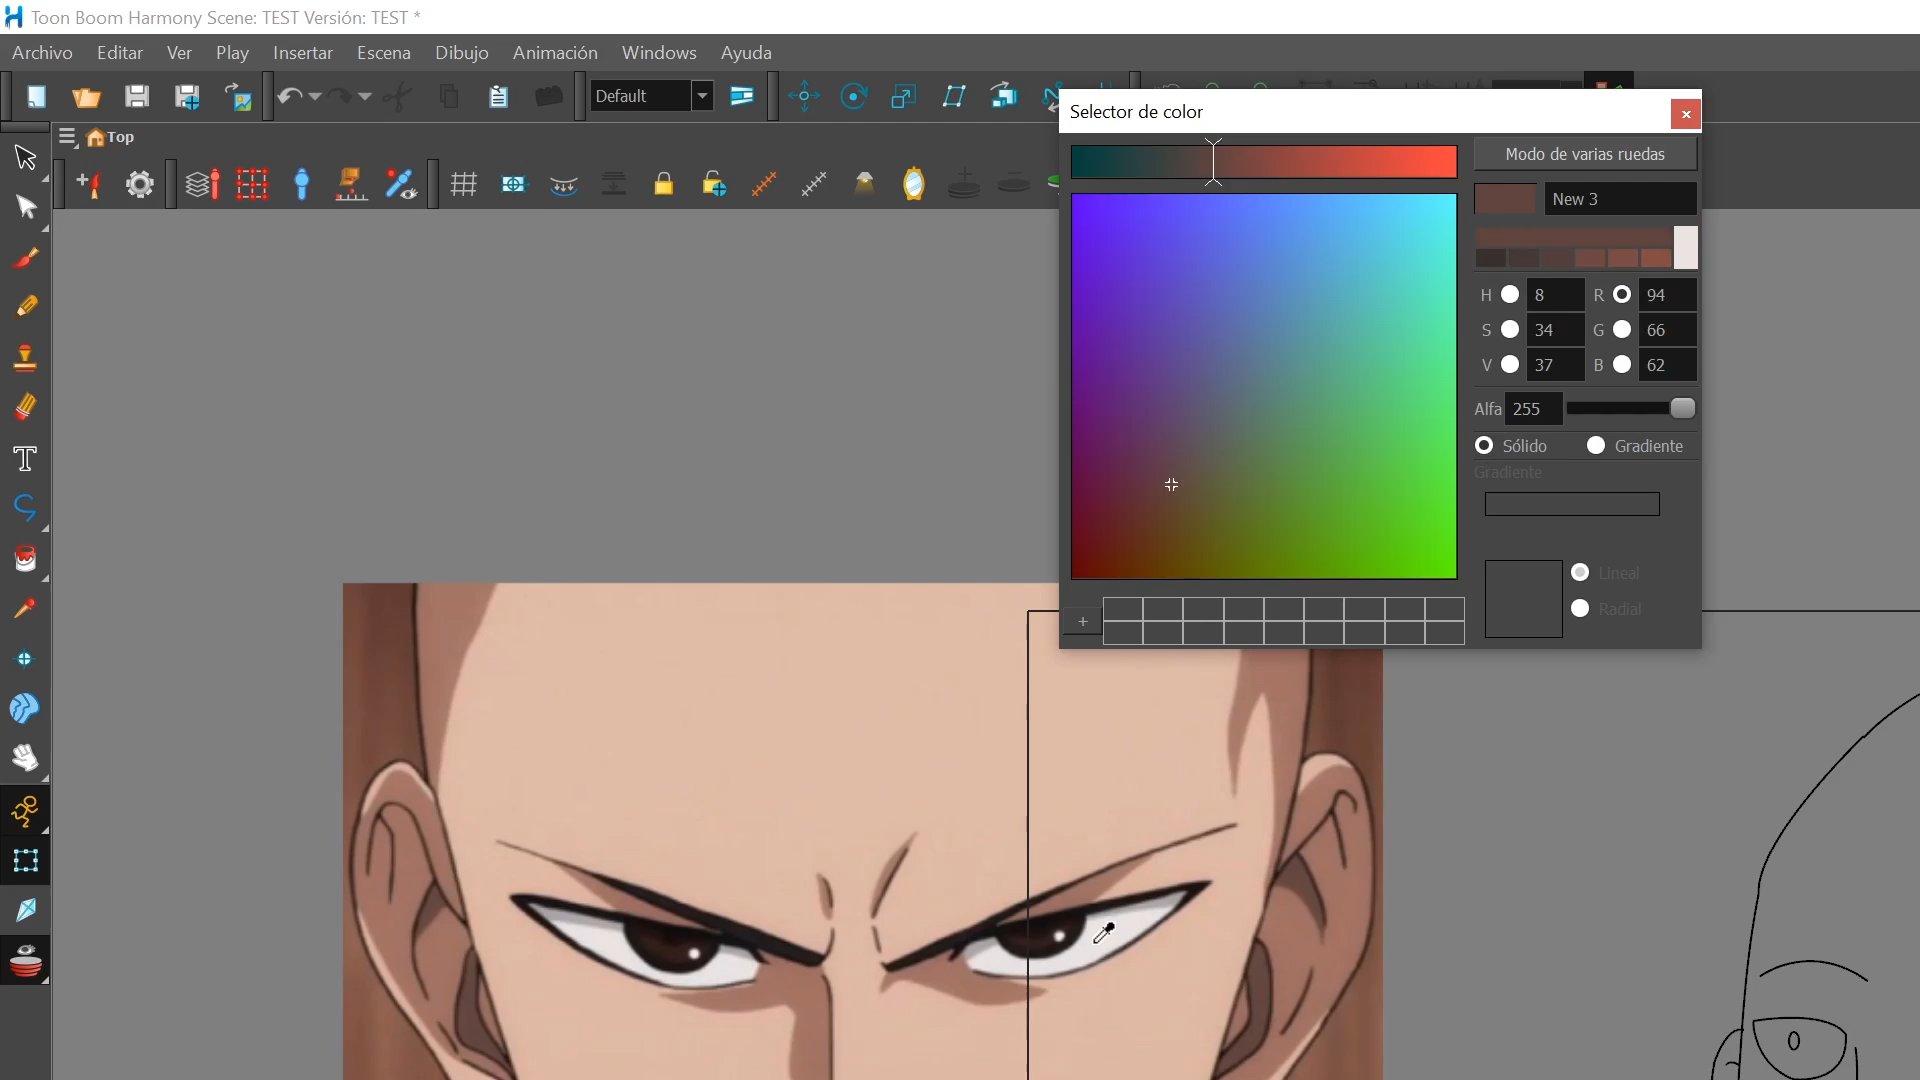 Toon Boom Harmony Scene: TEST Versión: TEST *
Archivo Editar Ver Play Insertar Escena Dibujo Animación Windows Ayuda
Default
Selector de color
Top
Modo de varias ruedas
New 3
H 8 R 94
S 34 G 66
V 37 B 62
Alfa 255
Sólido Gradiente
Gradiente
Lineal
Radial